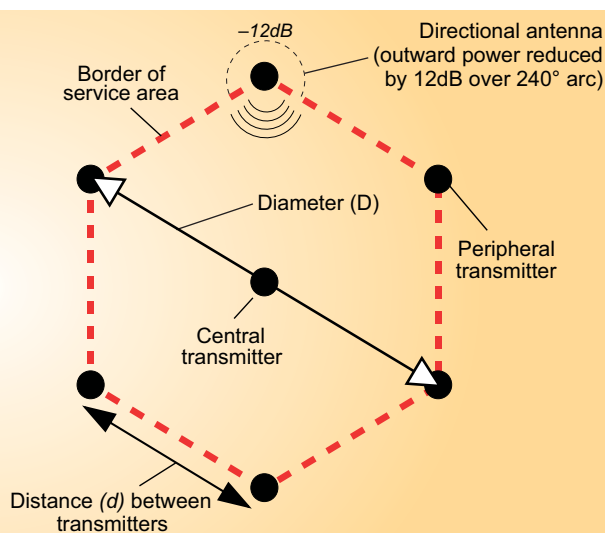 –12dB
Directional antenna
(outward power reduced
by 12dB over 240° arc)
Border of
service area
Diameter (D)
Peripheral
transmitter
Central
transmitter
Distance (d) between
transmitters